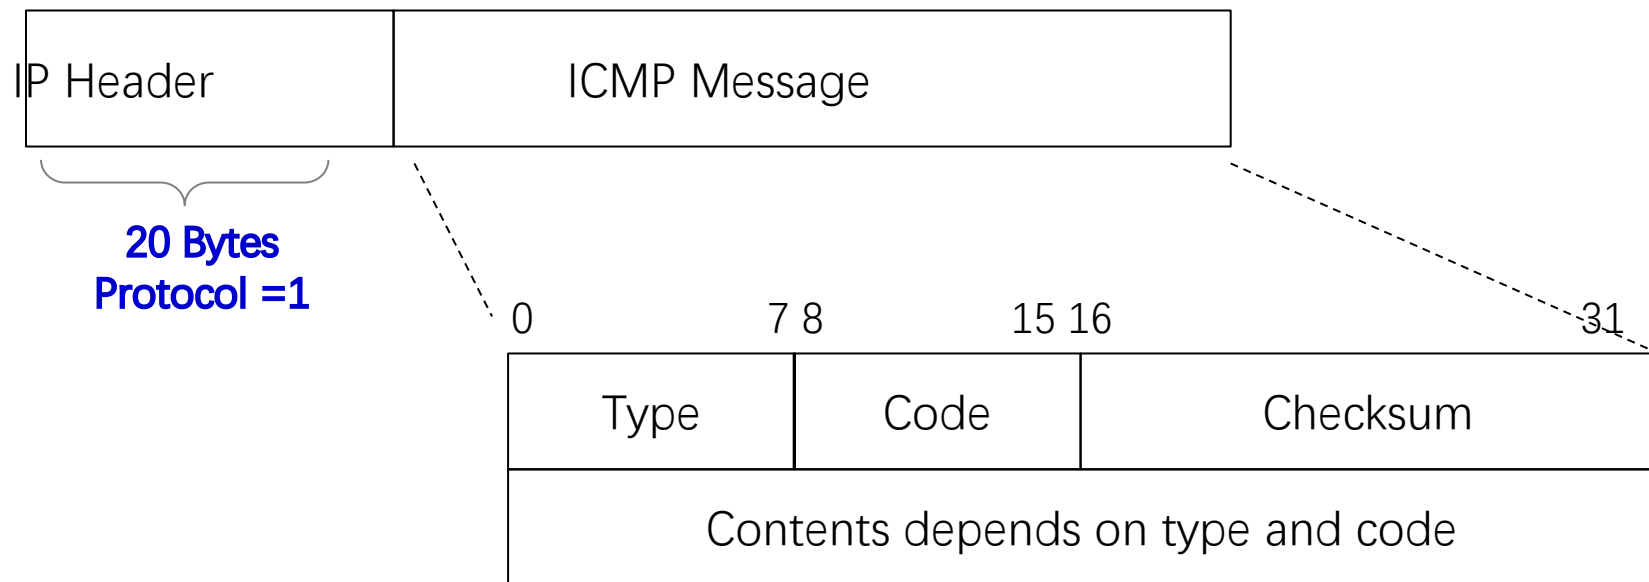 IP Header ICMP Message
20 Bytes
Protocol =1
0 7 8 15 16 31
Type Code Checksum
Contents depends on type and code